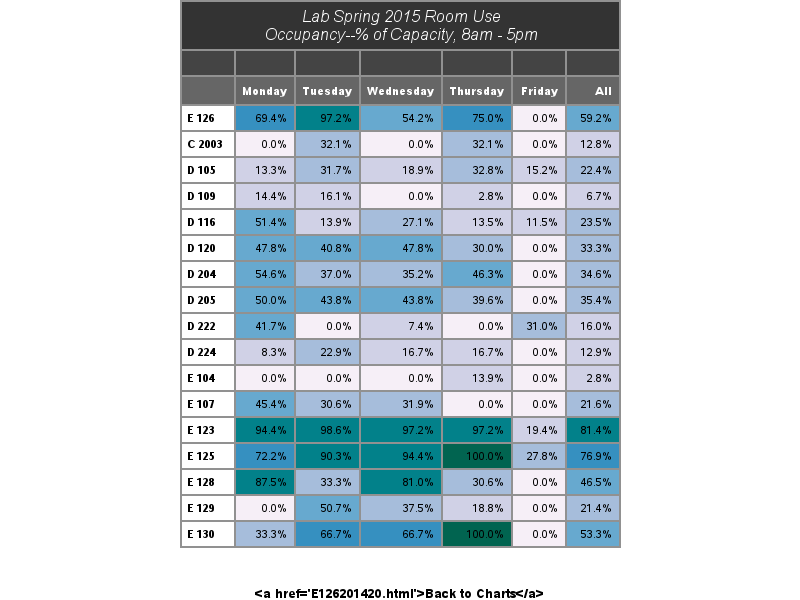 Lab Spring 2015 Room Use
Occupancy--% of Capacity, 8am - 5pm
Monday Tuesday Wednesday Thursday Friday All
E 126 69.4% 97.2% 54.2% 75.0% 0.0% 59.2%
C 2003 0.0% 32.1% 0.0% 32.1% 0.0% 12.8%
D 105 13.3% 31.7% 18.9% 32.8% 15.2% 22.4%
D 109 14.4% 16.1% 0.0% 2.8% 0.0% 6.7%
D 116 51.4% 13.9% 27.1% 13.5% 11.5% 23.5%
D 120 47.8% 40.8% 47.8% 30.0% 0.0% 33.3%
D 204 54.6% 37.0% 35.2% 46.3% 0.0% 34.6%
D 205 50.0% 43.8% 43.8% 39.6% 0.0% 35.4%
D 222 41.7% 0.0% 7.4% 0.0% 31.0% 16.0%
D 224 8.3% 22.9% 16.7% 16.7% 0.0% 12.9%
E 104 0.0% 0.0% 0.0% 13.9% 0.0% 2.8%
E 107 45.4% 30.6% 31.9% 0.0% 0.0% 21.6%
E 123 94.4% 98.6% 97.2% 97.2% 19.4% 81.4%
E 125 72.2% 90.3% 94.4% 100.0% 27.8% 76.9%
E 128 87.5% 33.3% 81.0% 30.6% 0.0% 46.5%
E 129 0.0% 50.7% 37.5% 18.8% 0.0% 21.4%
E 130 33.3% 66.7% 66.7% 100.0% 0.0% 53.3%
<a href='E126201420.html'>Back to Charts</a>